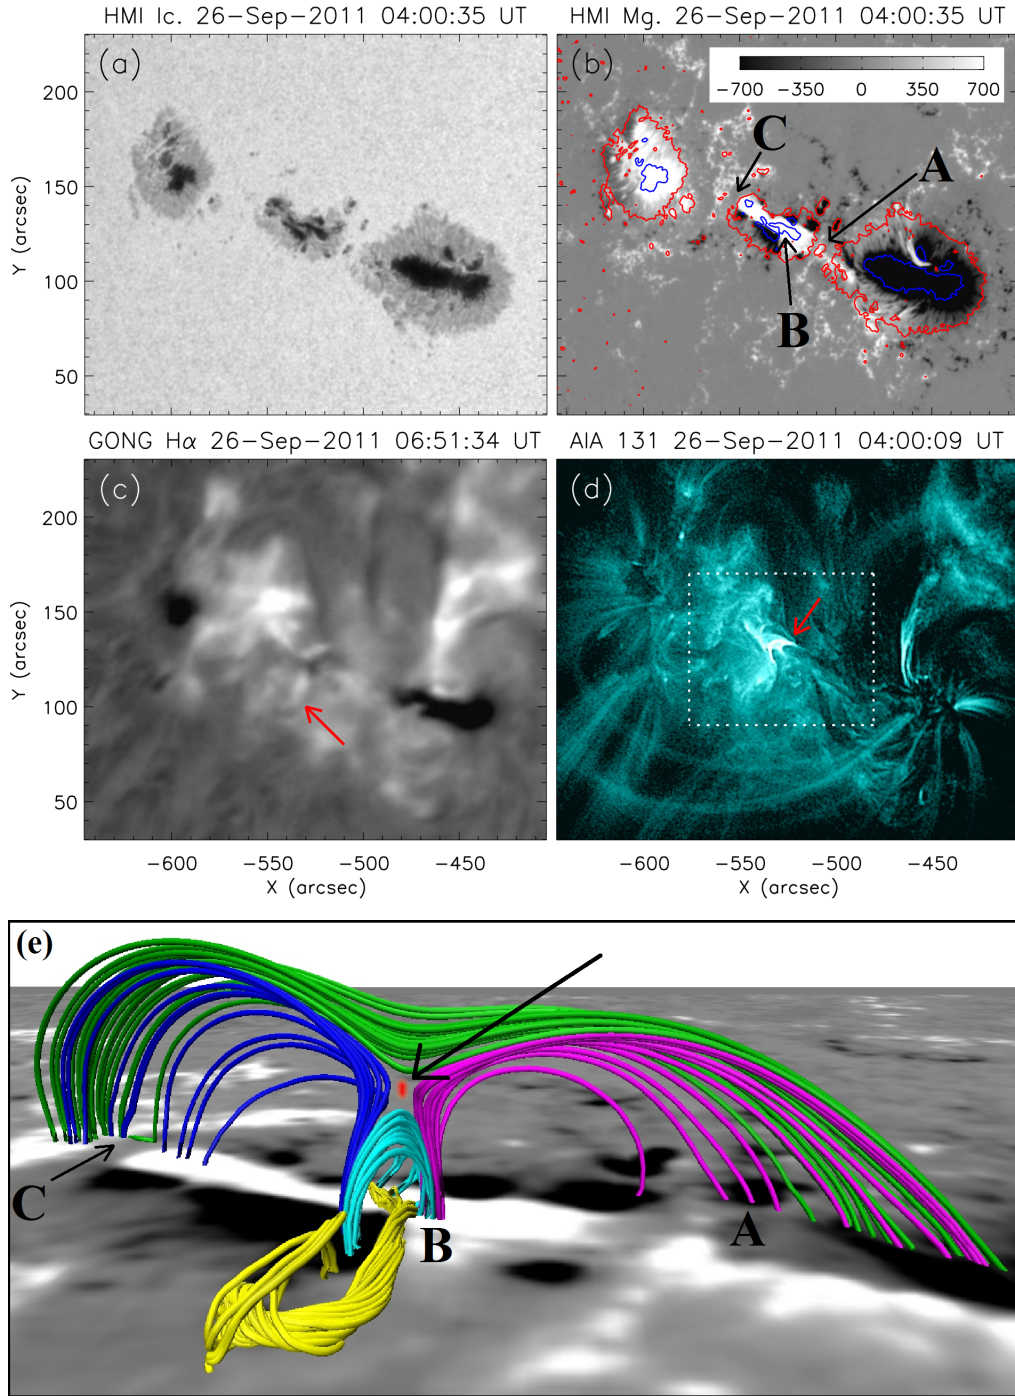 HMI Ic. 26-Sep-2011 04:00:35 UT
HMI Mg. 26-Sep-2011 04:00:35 UT
(a)
(b)
-700 -350 0 350 700
C
A
B
200
150
100
50
Y (arcsec)
GONG Hα 26-Sep-2011 06:51:34 UT
AIA 131 26-Sep-2011 04:00:09 UT
(c)
(d)
200
150
100
50
Y (arcsec)
-600 -550 -500 -450
-600 -550 -500 -450
X (arcsec)
X (arcsec)
(e)
C
B
A